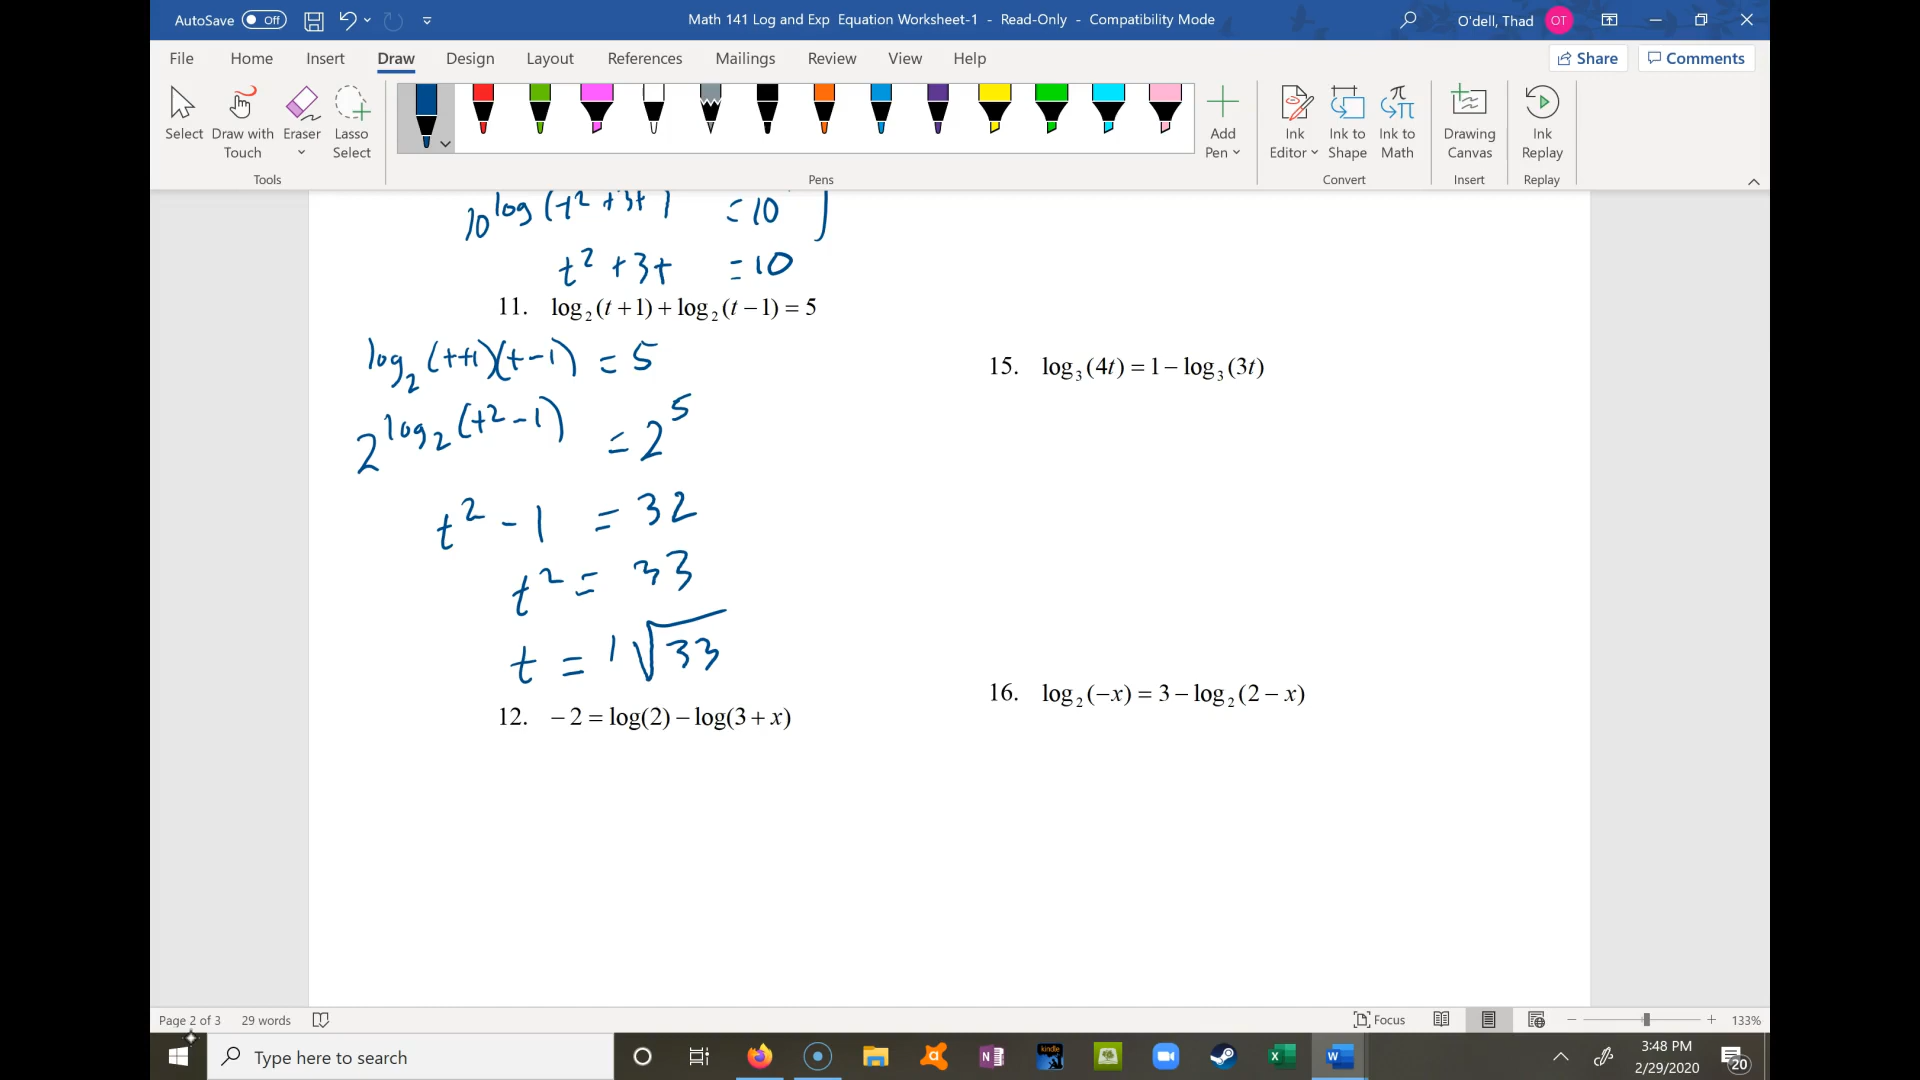 AutoSave Off Math 141 Log and Exp Equation Worksheet-1 - Read-Only - Compatibility Mode O'dell, Thad OT
File Home Insert Draw Design Layout References Mailings Review View Help Share Comments
Select Draw with Touch Eraser Lasso Select Add Pen Ink Editor Ink to Shape Ink to Math Drawing Canvas Ink Replay
Tools Pens Convert Insert Replay
10^log(t² + 3t) = 10
t² + 3t = 10
11. log₂(t + 1) + log₂(t − 1) = 5
log₂(t+1)(t−1) = 5
2^log₂(t²−1) = 2⁵
t² − 1 = 32
t² = 33
t = √33
12. − 2 = log(2) − log(3 + x)
15. log₃(4t) = 1 − log₃(3t)
16. log₂(−x) = 3 − log₂(2 − x)
Page 2 of 3 29 words Focus 133%
Type here to search kindle 3:48 PM
2/29/2020 20